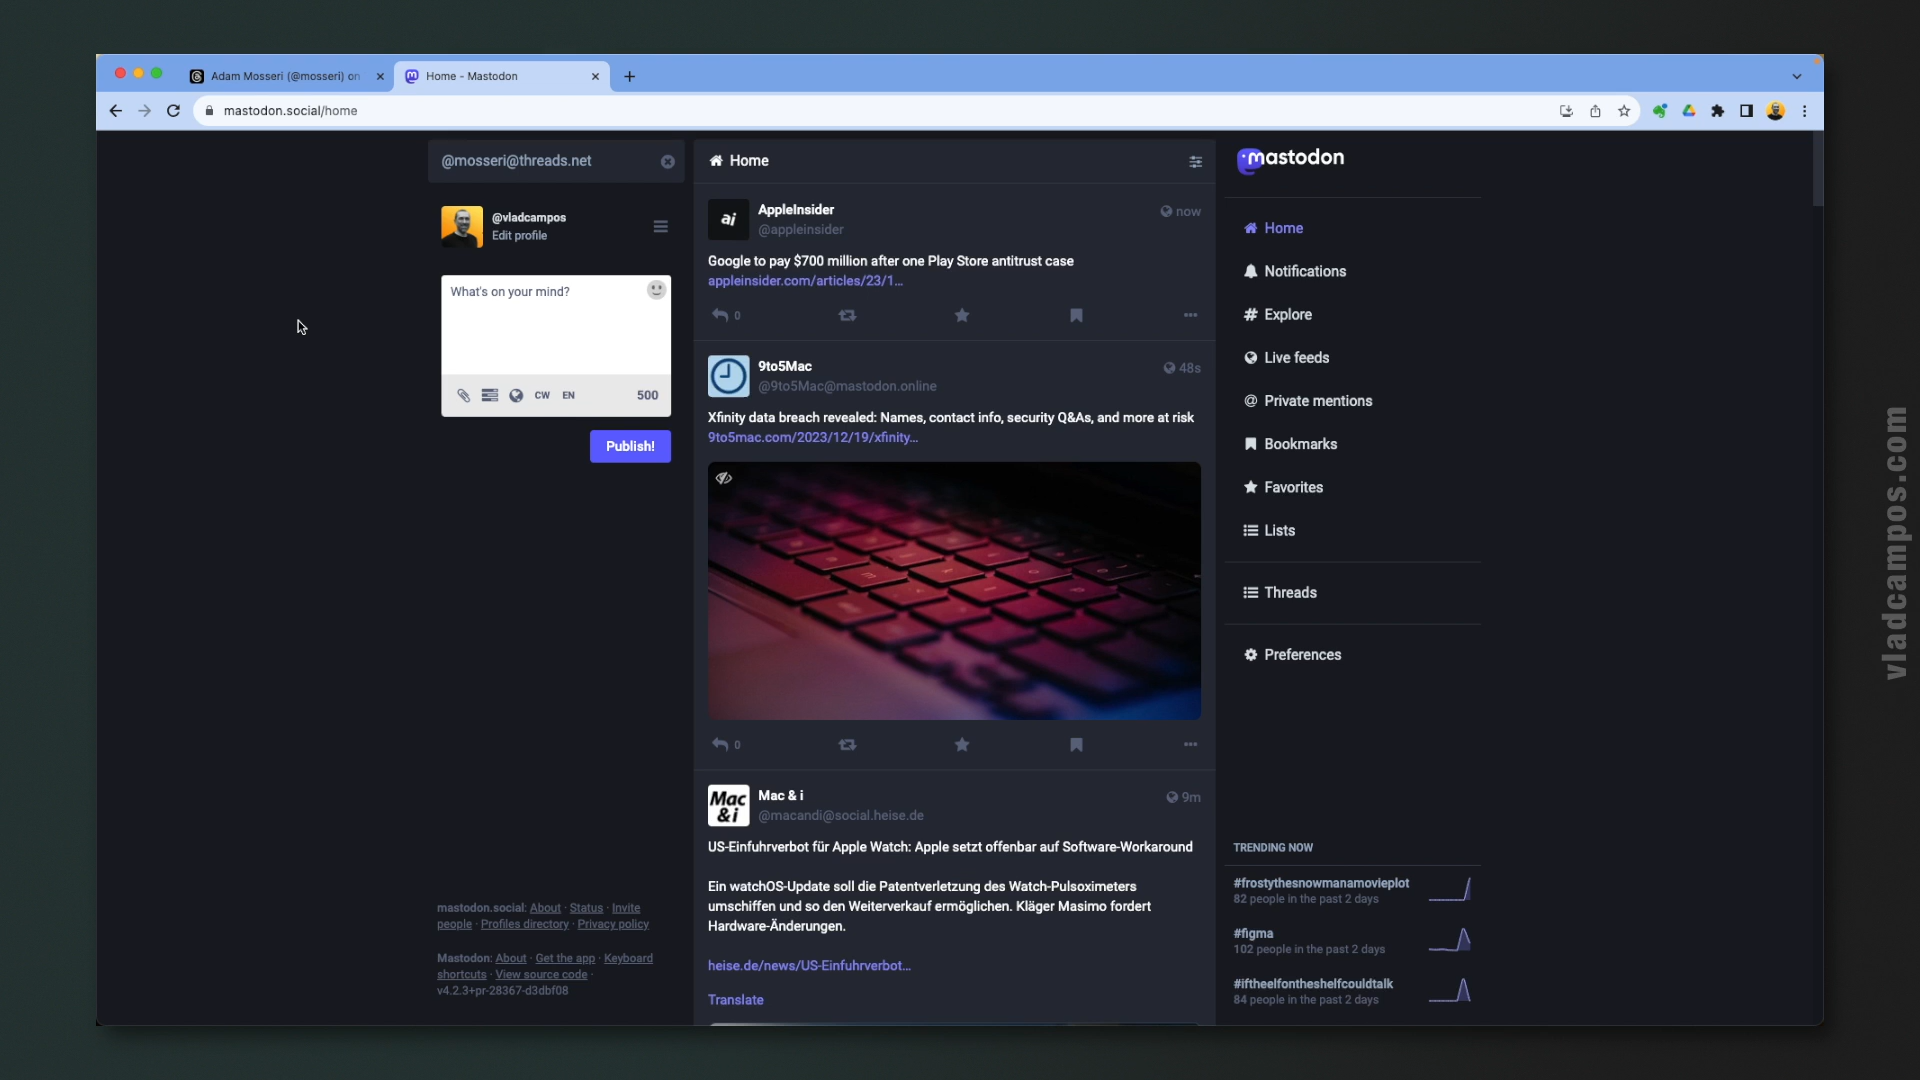 Adam Mosseri (@mosseri) on
Home - Mastodon
mastodon.social/home
@mosseri@threads.net
@vladcampos
Edit profile
What's on your mind?
CW EN 500
Publish!
mastodon.social: About · Status · Invite
people · Profiles directory · Privacy policy
Mastodon: About · Get the app · Keyboard
shortcuts · View source code ·
v4.2.3+pr-28367-d3dbf08
Home
AppleInsider
now
@appleinsider
Google to pay $700 million after one Play Store antitrust case
appleinsider.com/articles/23/1…
0
9to5Mac
48s
@9to5Mac@mastodon.online
Xfinity data breach revealed: Names, contact info, security Q&As, and more at risk
9to5mac.com/2023/12/19/xfinity…
0
Mac & i
Mac & i
9m
@macandi@social.heise.de
US-Einfuhrverbot für Apple Watch: Apple setzt offenbar auf Software-Workaround
Ein watchOS-Update soll die Patentverletzung des Watch-Pulsoximeters
umschiffen und so den Weiterverkauf ermöglichen. Kläger Masimo fordert
Hardware-Änderungen.
heise.de/news/US-Einfuhrverbot…
Translate
mastodon
Home
Notifications
# Explore
Live feeds
@ Private mentions
Bookmarks
Favorites
Lists
Threads
Preferences
TRENDING NOW
#frostythesnowmanamovieplot
82 people in the past 2 days
#figma
102 people in the past 2 days
#iftheelfontheshelfcouldtalk
84 people in the past 2 days
vladcampos.com